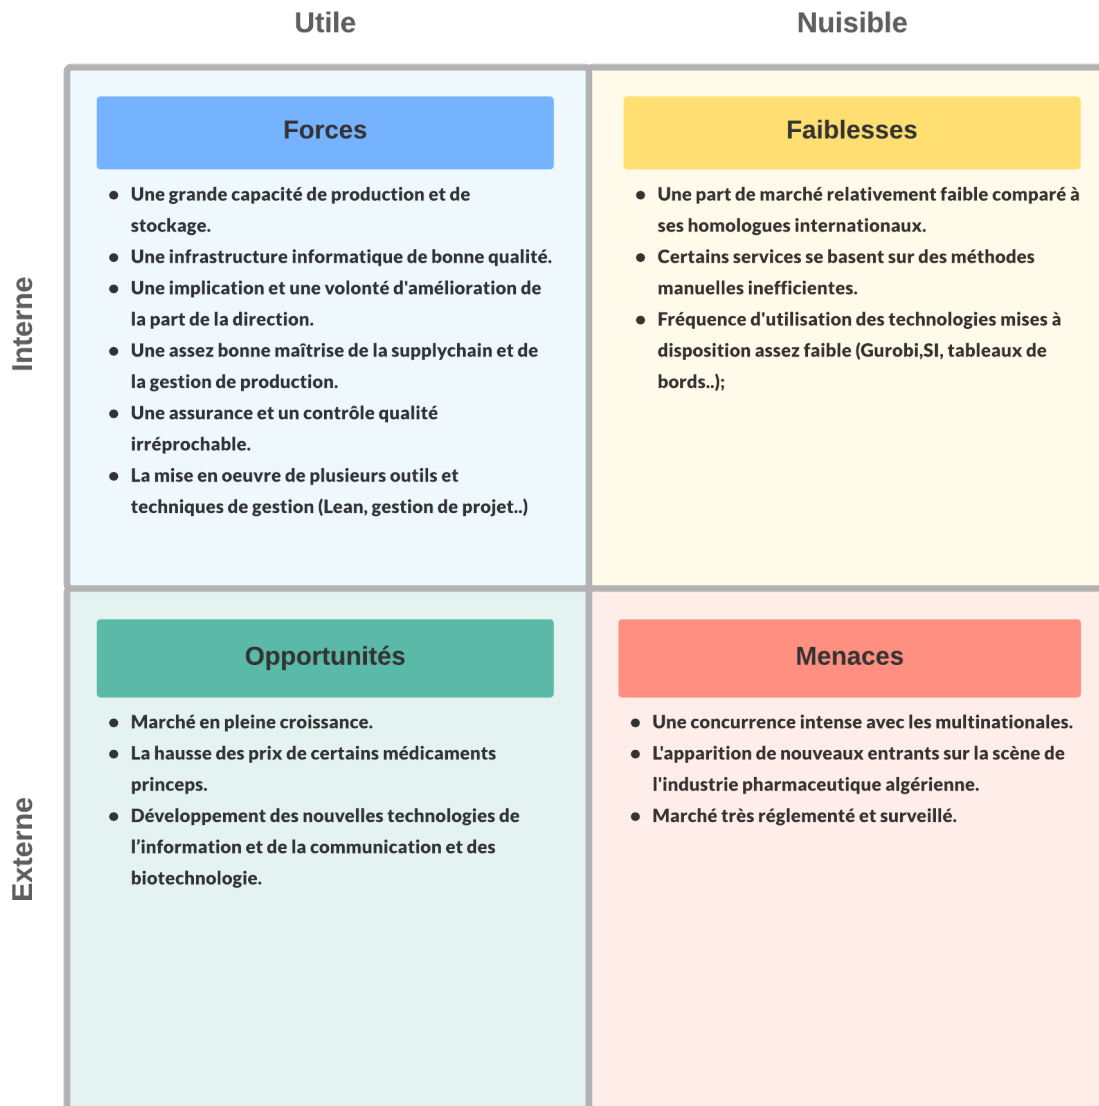 Utile
Nuisible
Interne
Forces
Une grande capacité de production et de
stockage.
Une infrastructure informatique de bonne qualité.
Une implication et une volonté d'amélioration de
la part de la direction.
Une assez bonne maîtrise de la supplychain et de
la gestion de production.
Une assurance et un contrôle qualité
irréprochable.
La mise en oeuvre de plusieurs outils et
techniques de gestion (Lean, gestion de projet..)
Faiblesses
Une part de marché relativement faible comparé à
ses homologues internationaux.
Certains services se basent sur des méthodes
manuelles inefficientes.
Fréquence d'utilisation des technologies mises à
disposition assez faible (Gurobi,SI, tableaux de
bords..);
Externe
Opportunités
Marché en pleine croissance.
La hausse des prix de certains médicaments
princeps.
Développement des nouvelles technologies de
l’information et de la communication et des
biotechnologie.
Menaces
Une concurrence intense avec les multinationales.
L'apparition de nouveaux entrants sur la scène de
l'industrie pharmaceutique algérienne.
Marché très réglementé et surveillé.